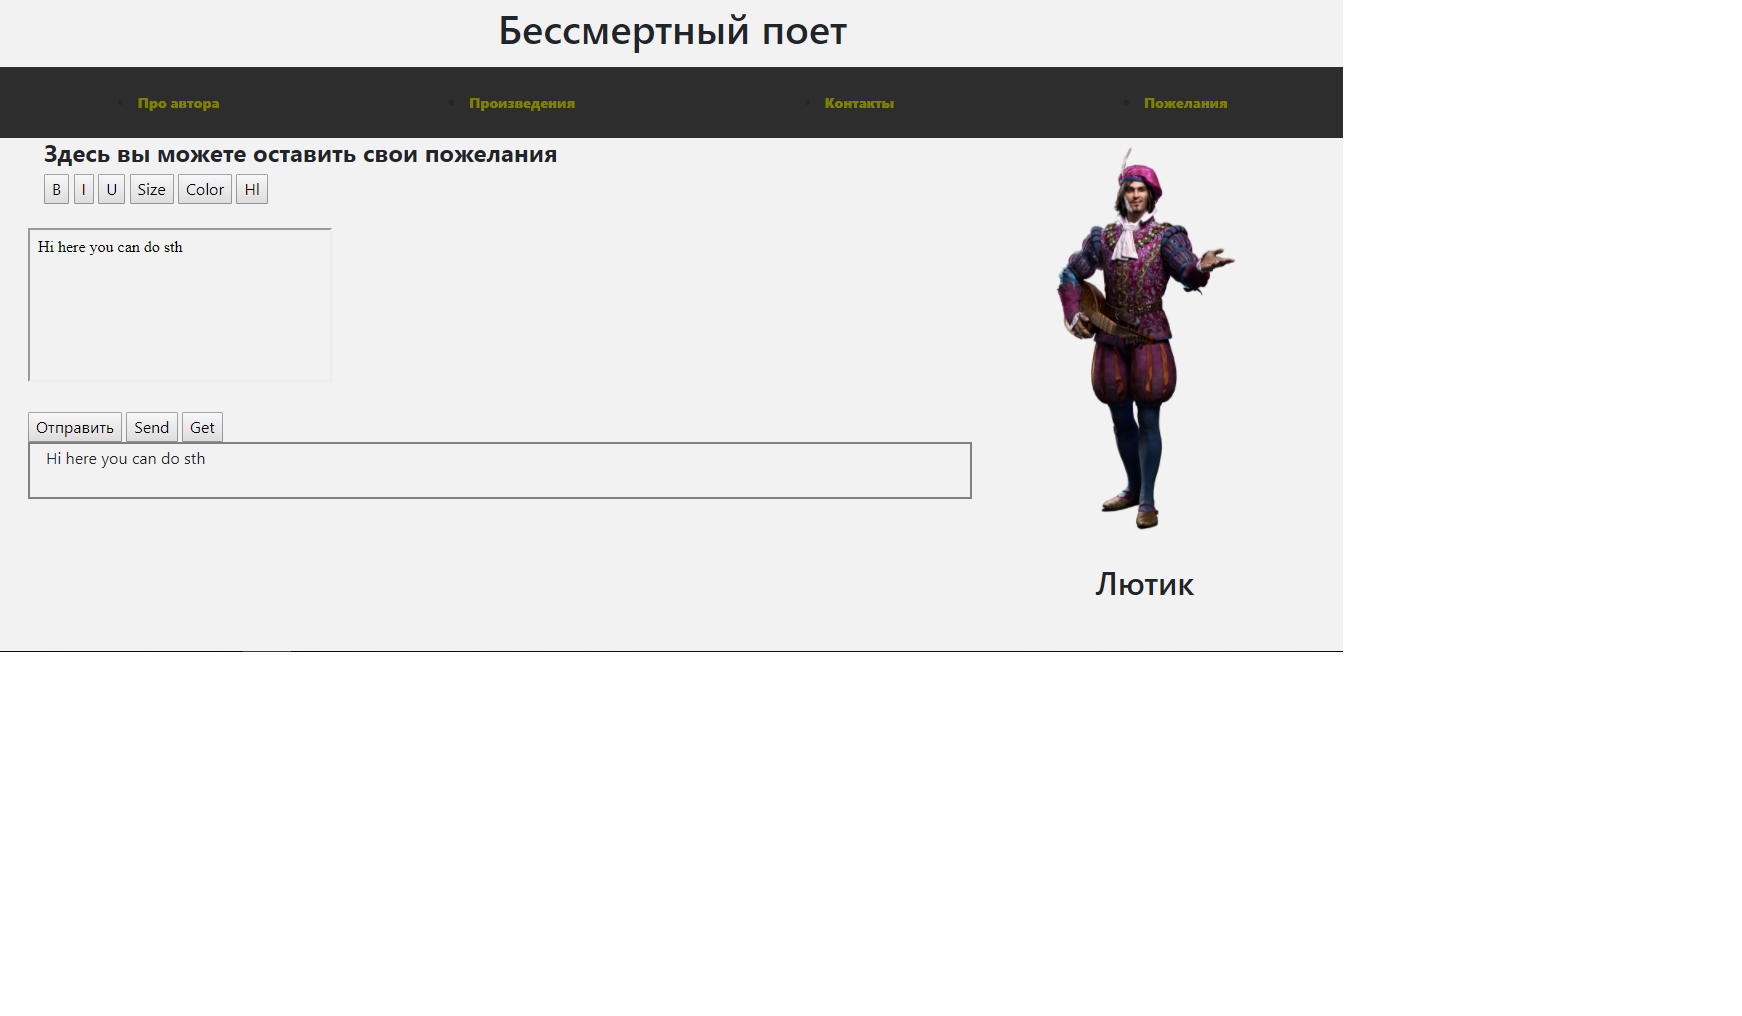 Бессмертный поет
Про автора Произведения Контакты Пожелания
Здесь вы можете оставить свои пожелания
B I U Size Color Hl
Hi here you can do sth
Отправить Send Get
Hi here you can do sth
Лютик